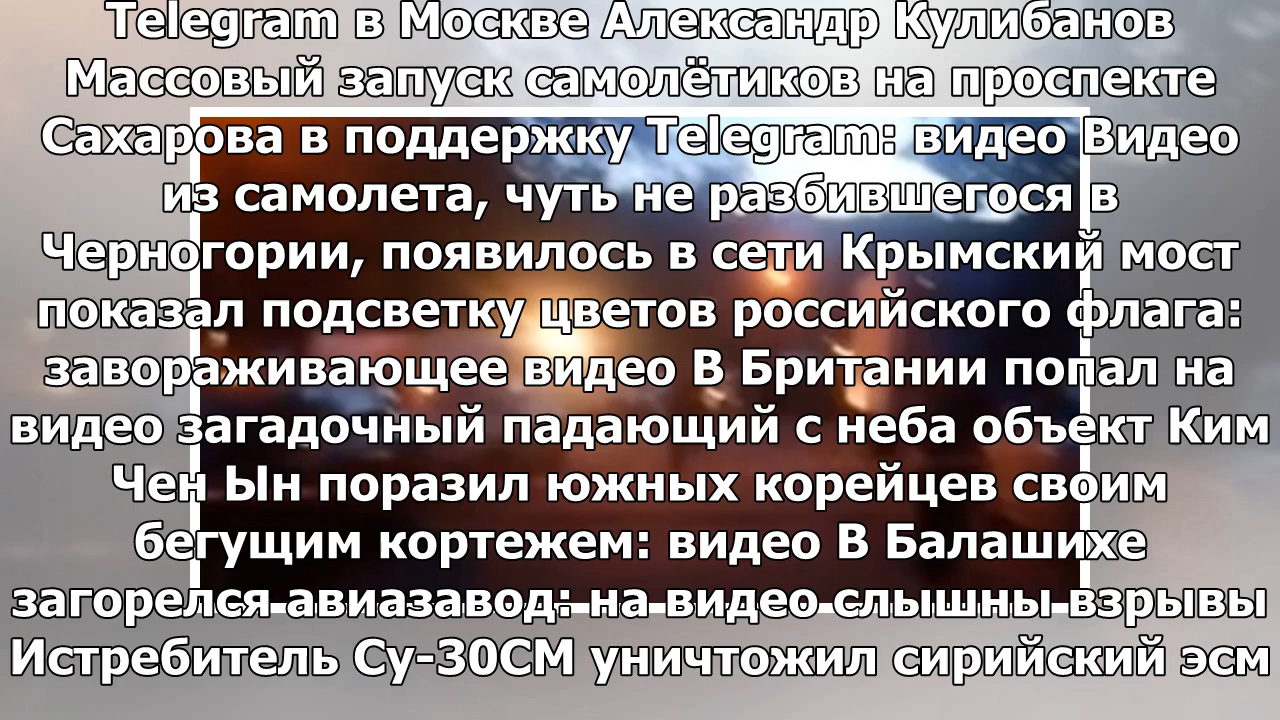 Telegram в Москве Александр Кулибанов
Массовый запуск самолётиков на проспекте
Сахарова в поддержку Telegram: видео Видео
из самолета, чуть не разбившегося в
Черногории, появилось в сети Крымский мост
показал подсветку цветов российского флага:
завораживающее видео В Британии попал на
видео загадочный падающий с неба объект Ким
Чен Ын поразил южных корейцев своим
бегущим кортежем: видео В Балашихе
загорелся авиазавод: на видео слышны взрывы
Истребитель Су-30СМ уничтожил сирийский эсм